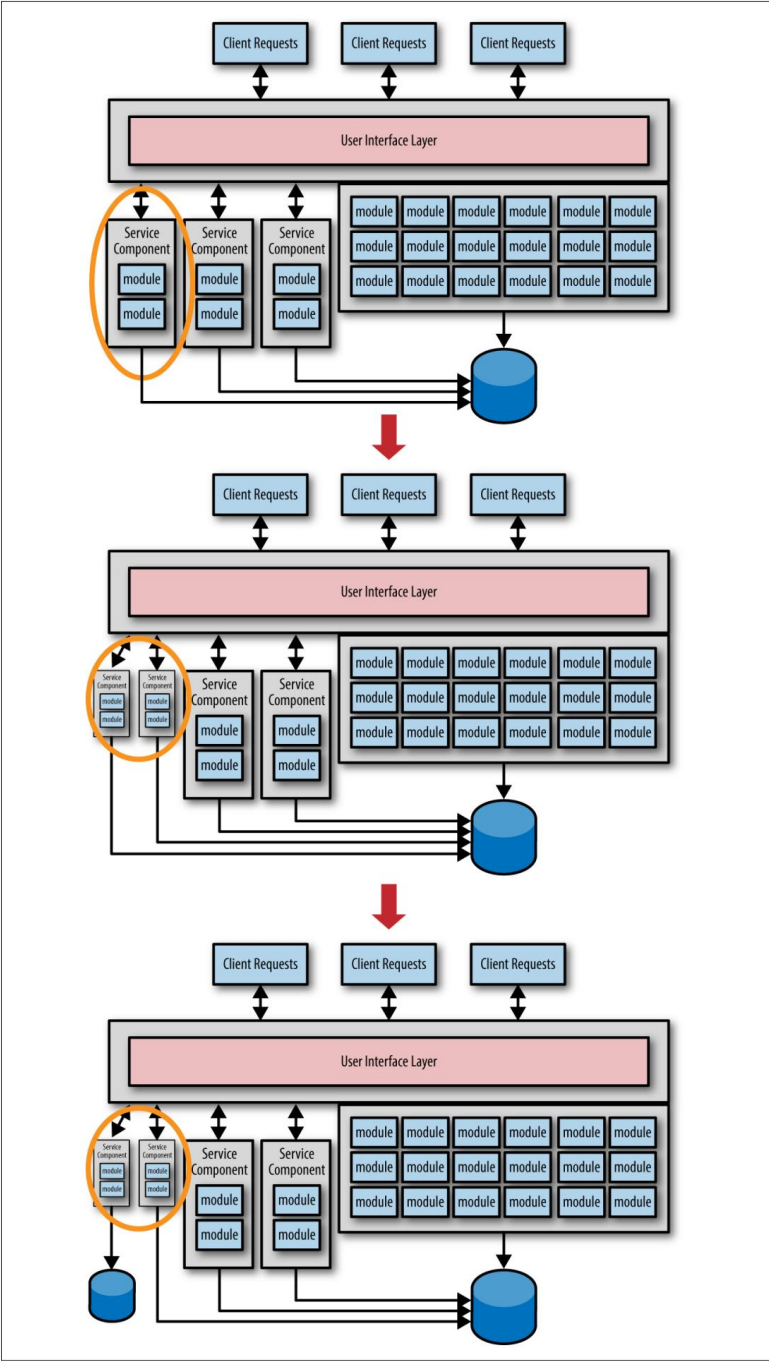 Client Requests Client Requests Client Requests
User Interface Layer
Service Component
module
module
Service Component
module
module
Service Component
module
module
module module module module module module
module module module module module module
module module module module module module
Client Requests Client Requests Client Requests
User Interface Layer
Service Component
module
module
Service Component
module
module
Service Component
module
module
Service Component
module
module
module module module module module module
module module module module module module
module module module module module module
Client Requests Client Requests Client Requests
User Interface Layer
Service Component
module
module
Service Component
module
module
Service Component
module
module
Service Component
module
module
module module module module module module
module module module module module module
module module module module module module